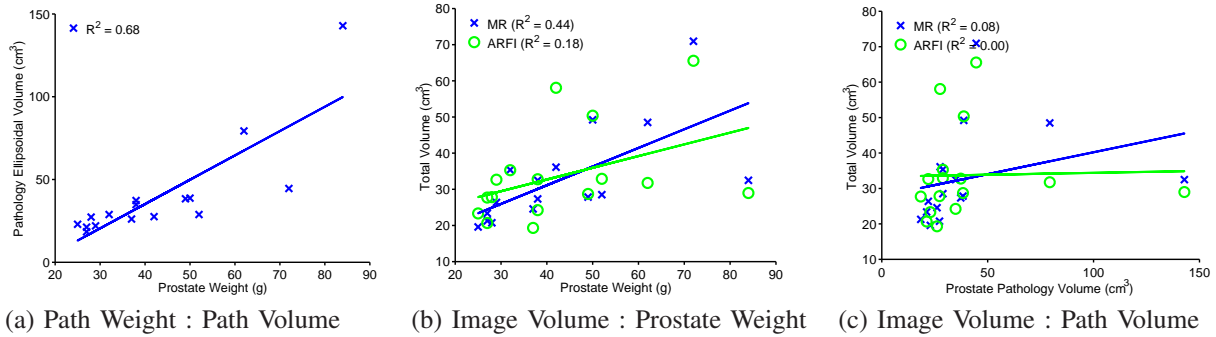 R² = 0.68
Pathology Ellipsoidal Volume (cm³)
150
100
50
0
20 30 40 50 60 70 80 90
Prostate Weight (g)
(a) Path Weight : Path Volume
MR (R² = 0.44)
ARFI (R² = 0.18)
Total Volume (cm³)
80
70
60
50
40
30
20
10
20 30 40 50 60 70 80 90
Prostate Weight (g)
(b) Image Volume : Prostate Weight
MR (R² = 0.08)
ARFI (R² = 0.00)
Total Volume (cm³)
80
70
60
50
40
30
20
10
0 50 100 150
Prostate Pathology Volume (cm³)
(c) Image Volume : Path Volume